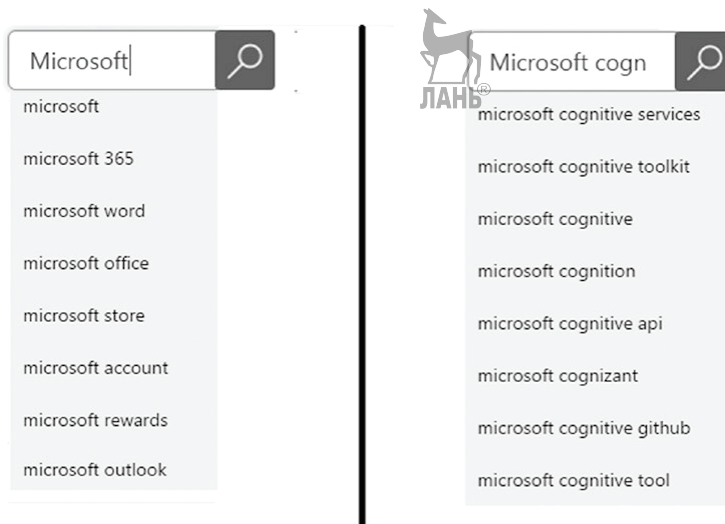 Microsoft
microsoft
microsoft 365
microsoft word
microsoft office
microsoft store
microsoft account
microsoft rewards
microsoft outlook
ЛАНЬ®
Microsoft cogn
microsoft cognitive services
microsoft cognitive toolkit
microsoft cognitive
microsoft cognition
microsoft cognitive api
microsoft cognizant
microsoft cognitive github
microsoft cognitive tool